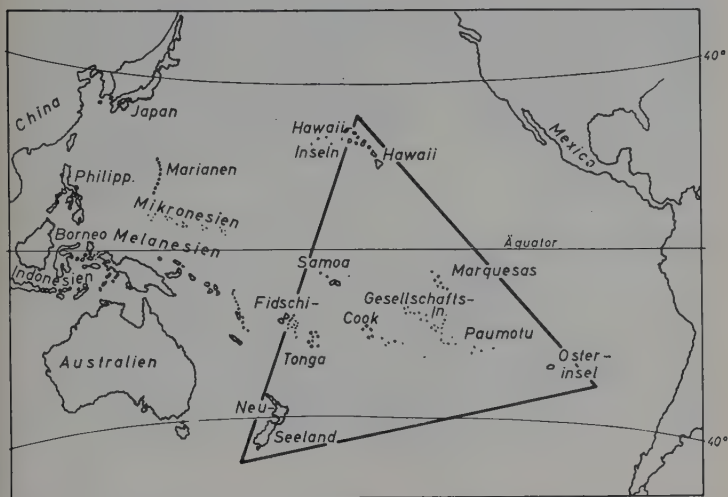 40°
China
Japan
Mexico
Hawaii
Inseln
Hawaii
Marianen
Philipp.
Mikronesien
Borneo
Melanesien
Äquator
Indonesien
Samoa
Marquesas
Fidschi-
Gesellschafts-
In.
Cook
Paumotu
Tonga
Oster-
insel
Australien
Neu-
Seeland
40°